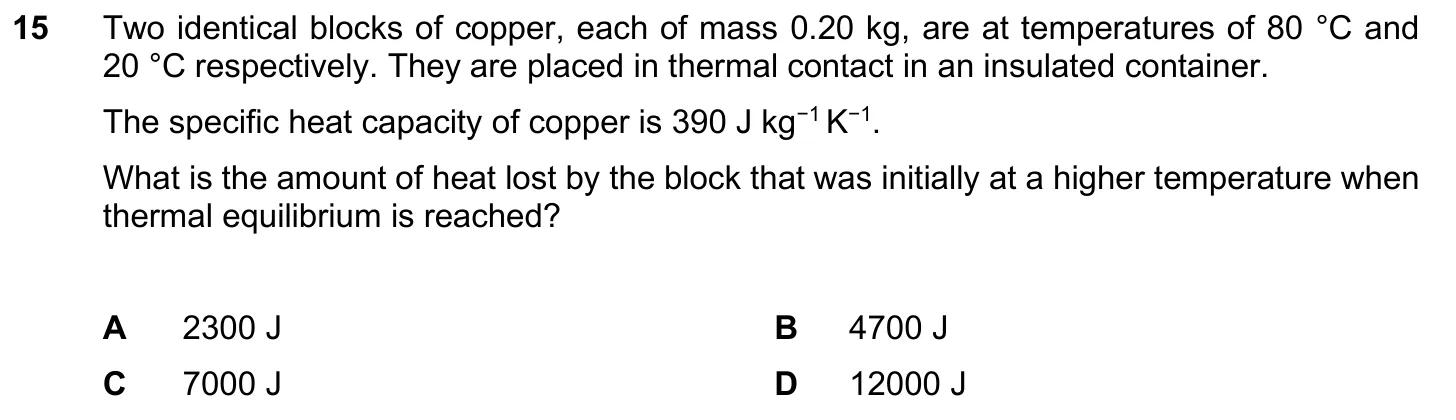 15 Two identical blocks of copper, each of mass 0.20 kg, are at temperatures of 80 °C and
20 °C respectively. They are placed in thermal contact in an insulated container.
The specific heat capacity of copper is 390 J kg⁻¹ K⁻¹.
What is the amount of heat lost by the block that was initially at a higher temperature when
thermal equilibrium is reached?
A 2300 J B 4700 J
C 7000 J D 12000 J